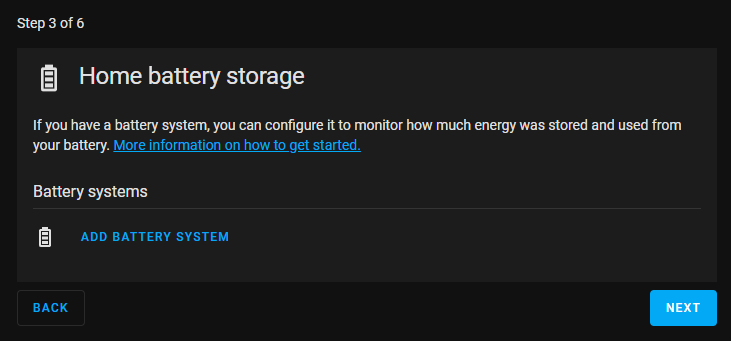 Step 3 of 6
Home battery storage
If you have a battery system, you can configure it to monitor how much energy was stored and used from
your battery. More information on how to get started.
Battery systems
ADD BATTERY SYSTEM
BACK
NEXT